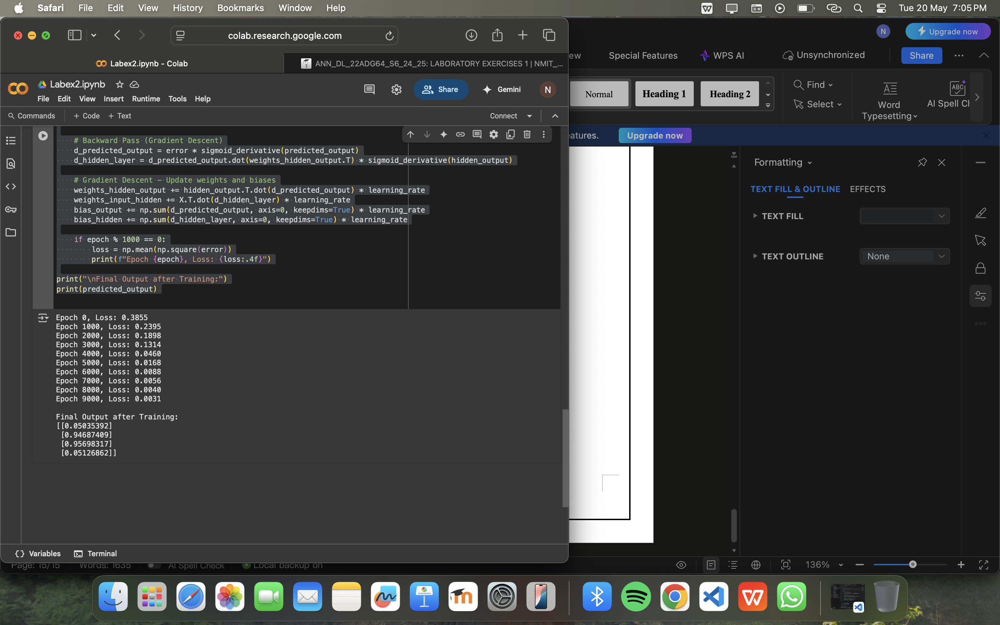 Safari File Edit View History Bookmarks Window Help
Tue 20 May 7:05 PM
colab.research.google.com
Labex2.ipynb - Colab
ANN_DL_22ADG64_S6_24_25: LABORATORY EXERCISES 1 | NMIT_...
Labex2.ipynb
File Edit View Insert Runtime Tools Help
Share
Gemini
N
Commands
+ Code + Text
Connect
# Backward Pass (Gradient Descent)
d_predicted_output = error * sigmoid_derivative(predicted_output)
d_hidden_layer = d_predicted_output.dot(weights_hidden_output.T) * sigmoid_derivative(hidden_output)
# Gradient Descent - Update weights and biases
weights_hidden_output += hidden_output.T.dot(d_predicted_output) * learning_rate
weights_input_hidden += X.T.dot(d_hidden_layer) * learning_rate
bias_output += np.sum(d_predicted_output, axis=0, keepdims=True) * learning_rate
bias_hidden += np.sum(d_hidden_layer, axis=0, keepdims=True) * learning_rate
if epoch % 1000 == 0:
loss = np.mean(np.square(error))
print(f"Epoch {epoch}, Loss: {loss:.4f}")
print("\nFinal Output after Training:")
print(predicted_output)
Epoch 0, Loss: 0.3855
Epoch 1000, Loss: 0.2395
Epoch 2000, Loss: 0.1898
Epoch 3000, Loss: 0.1314
Epoch 4000, Loss: 0.0460
Epoch 5000, Loss: 0.0168
Epoch 6000, Loss: 0.0088
Epoch 7000, Loss: 0.0056
Epoch 8000, Loss: 0.0040
Epoch 9000, Loss: 0.0031
Final Output after Training:
[[0.05035392]
[0.94687409]
[0.95698317]
[0.05126862]]
Variables
Terminal
N
Upgrade now
ew
Special Features
WPS AI
Unsynchronized
Share
Normal
Heading 1
Heading 2
Find
Select
Word
Typesetting
ABC
AI Spell Ch
eatures.
Upgrade now
Formatting
TEXT FILL & OUTLINE
EFFECTS
TEXT FILL
TEXT OUTLINE
None
Page: 15/15
Words: 1635
AI Spell Check
Local backup on
136%